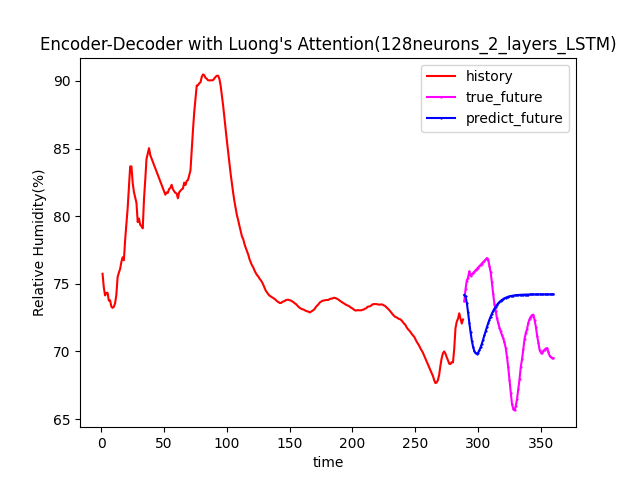 Encoder-Decoder with Luong's Attention(128neurons_2_layers_LSTM)
history
true_future
predict_future
Relative Humidity(%)
90
85
80
75
70
65
0 50 100 150 200 250 300 350
time